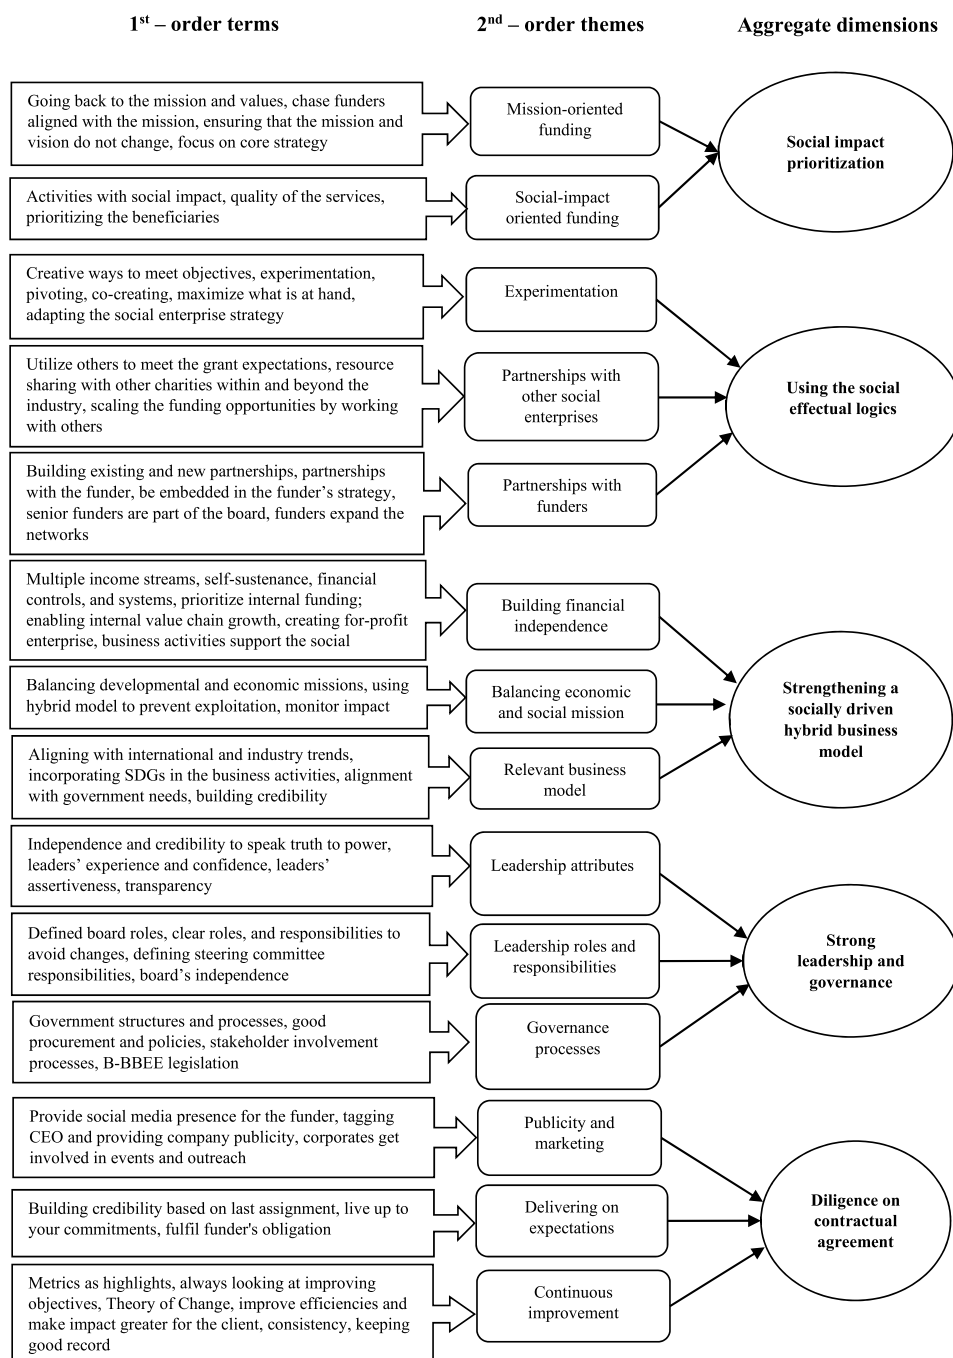 1st – order terms
2nd – order themes
Aggregate dimensions
Going back to the mission and values, chase funders
aligned with the mission, ensuring that the mission and
vision do not change, focus on core strategy
Mission-oriented
funding
Activities with social impact, quality of the services,
prioritizing the beneficiaries
Social-impact
oriented funding
Social impact
prioritization
Creative ways to meet objectives, experimentation,
pivoting, co-creating, maximize what is at hand,
adapting the social enterprise strategy
Experimentation
Utilize others to meet the grant expectations, resource
sharing with other charities within and beyond the
industry, scaling the funding opportunities by working
with others
Partnerships with
other social
enterprises
Building existing and new partnerships, partnerships
with the funder, be embedded in the funder’s strategy,
senior funders are part of the board, funders expand the
networks
Partnerships with
funders
Using the social
effectual logics
Multiple income streams, self-sustenance, financial
controls, and systems, prioritize internal funding;
enabling internal value chain growth, creating for-profit
enterprise, business activities support the social
Building financial
independence
Balancing developmental and economic missions, using
hybrid model to prevent exploitation, monitor impact
Balancing economic
and social mission
Aligning with international and industry trends,
incorporating SDGs in the business activities, alignment
with government needs, building credibility
Relevant business
model
Strengthening a
socially driven
hybrid business
model
Independence and credibility to speak truth to power,
leaders’ experience and confidence, leaders’
assertiveness, transparency
Leadership attributes
Defined board roles, clear roles, and responsibilities to
avoid changes, defining steering committee
responsibilities, board’s independence
Leadership roles and
responsibilities
Government structures and processes, good
procurement and policies, stakeholder involvement
processes, B-BBEE legislation
Governance
processes
Strong
leadership and
governance
Provide social media presence for the funder, tagging
CEO and providing company publicity, corporates get
involved in events and outreach
Publicity and
marketing
Building credibility based on last assignment, live up to
your commitments, fulfil funder's obligation
Delivering on
expectations
Metrics as highlights, always looking at improving
objectives, Theory of Change, improve efficiencies and
make impact greater for the client, consistency, keeping
good record
Continuous
improvement
Diligence on
contractual
agreement